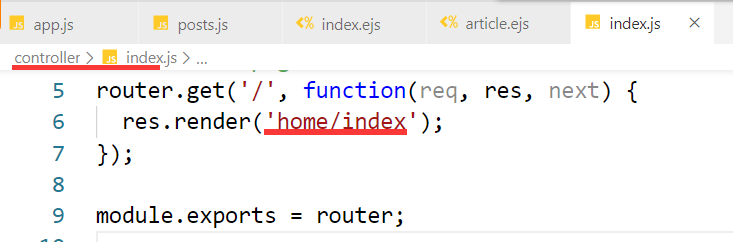 app.js posts.js index.ejs article.ejs index.js
controller > index.js > ...
5 router.get('/', function(req, res, next) {
6 res.render('home/index');
7 });
8
9 module.exports = router;